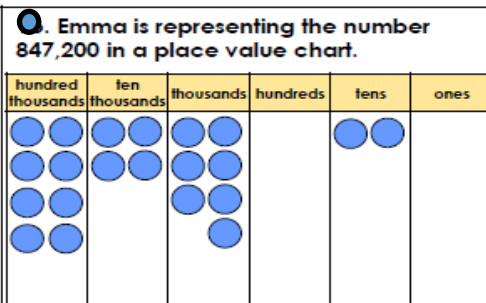 . Emma is representing the number
847,200 in a place value chart.
hundred thousands ten thousands thousands hundreds tens ones